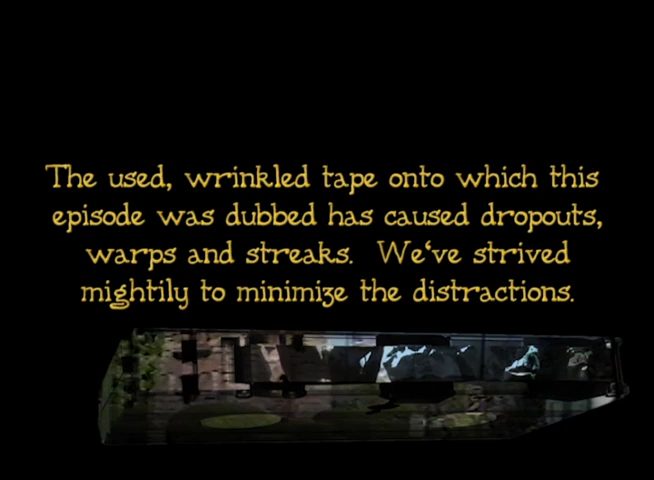 The used, wrinkled tape onto which this
episode was dubbed has caused dropouts,
warps and streaks.  We've strived
mightily to minimize the distractions.